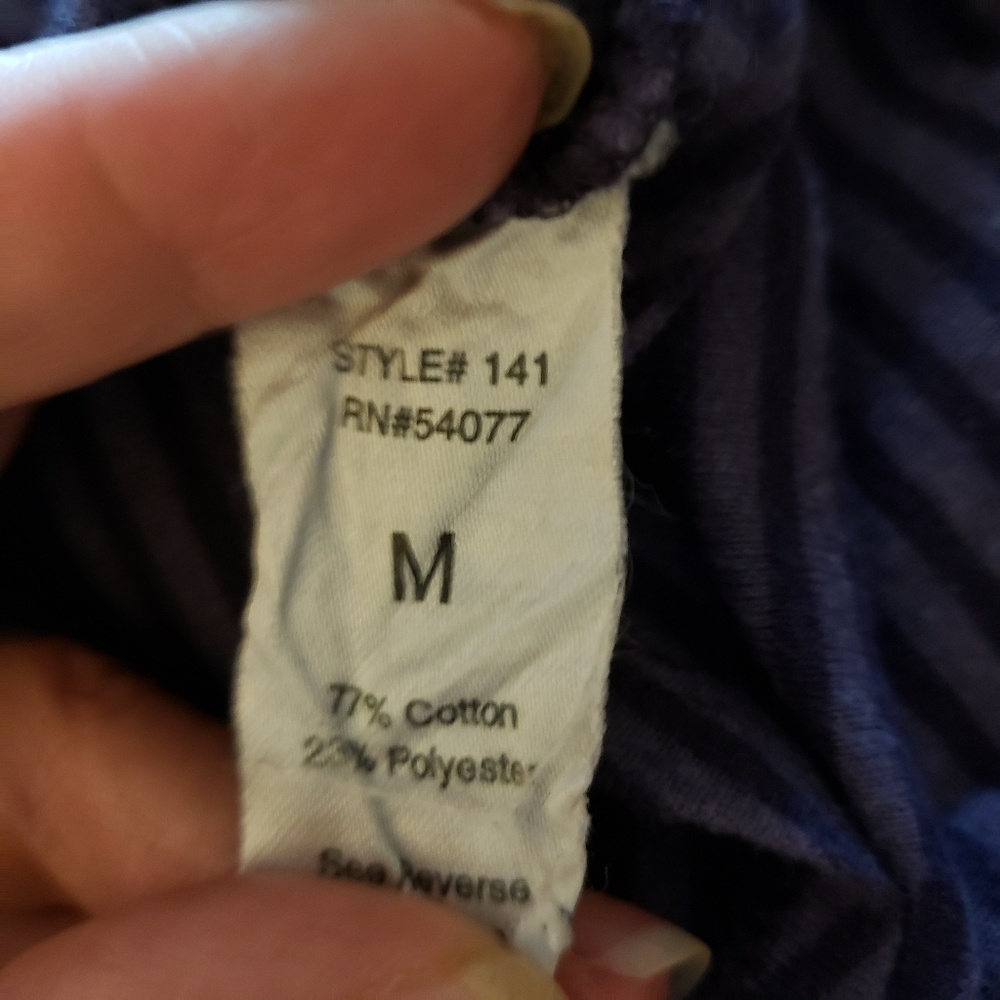 STYLE# 141
RN#54077
M
77% Cotton
23% Polyester
See Reverse